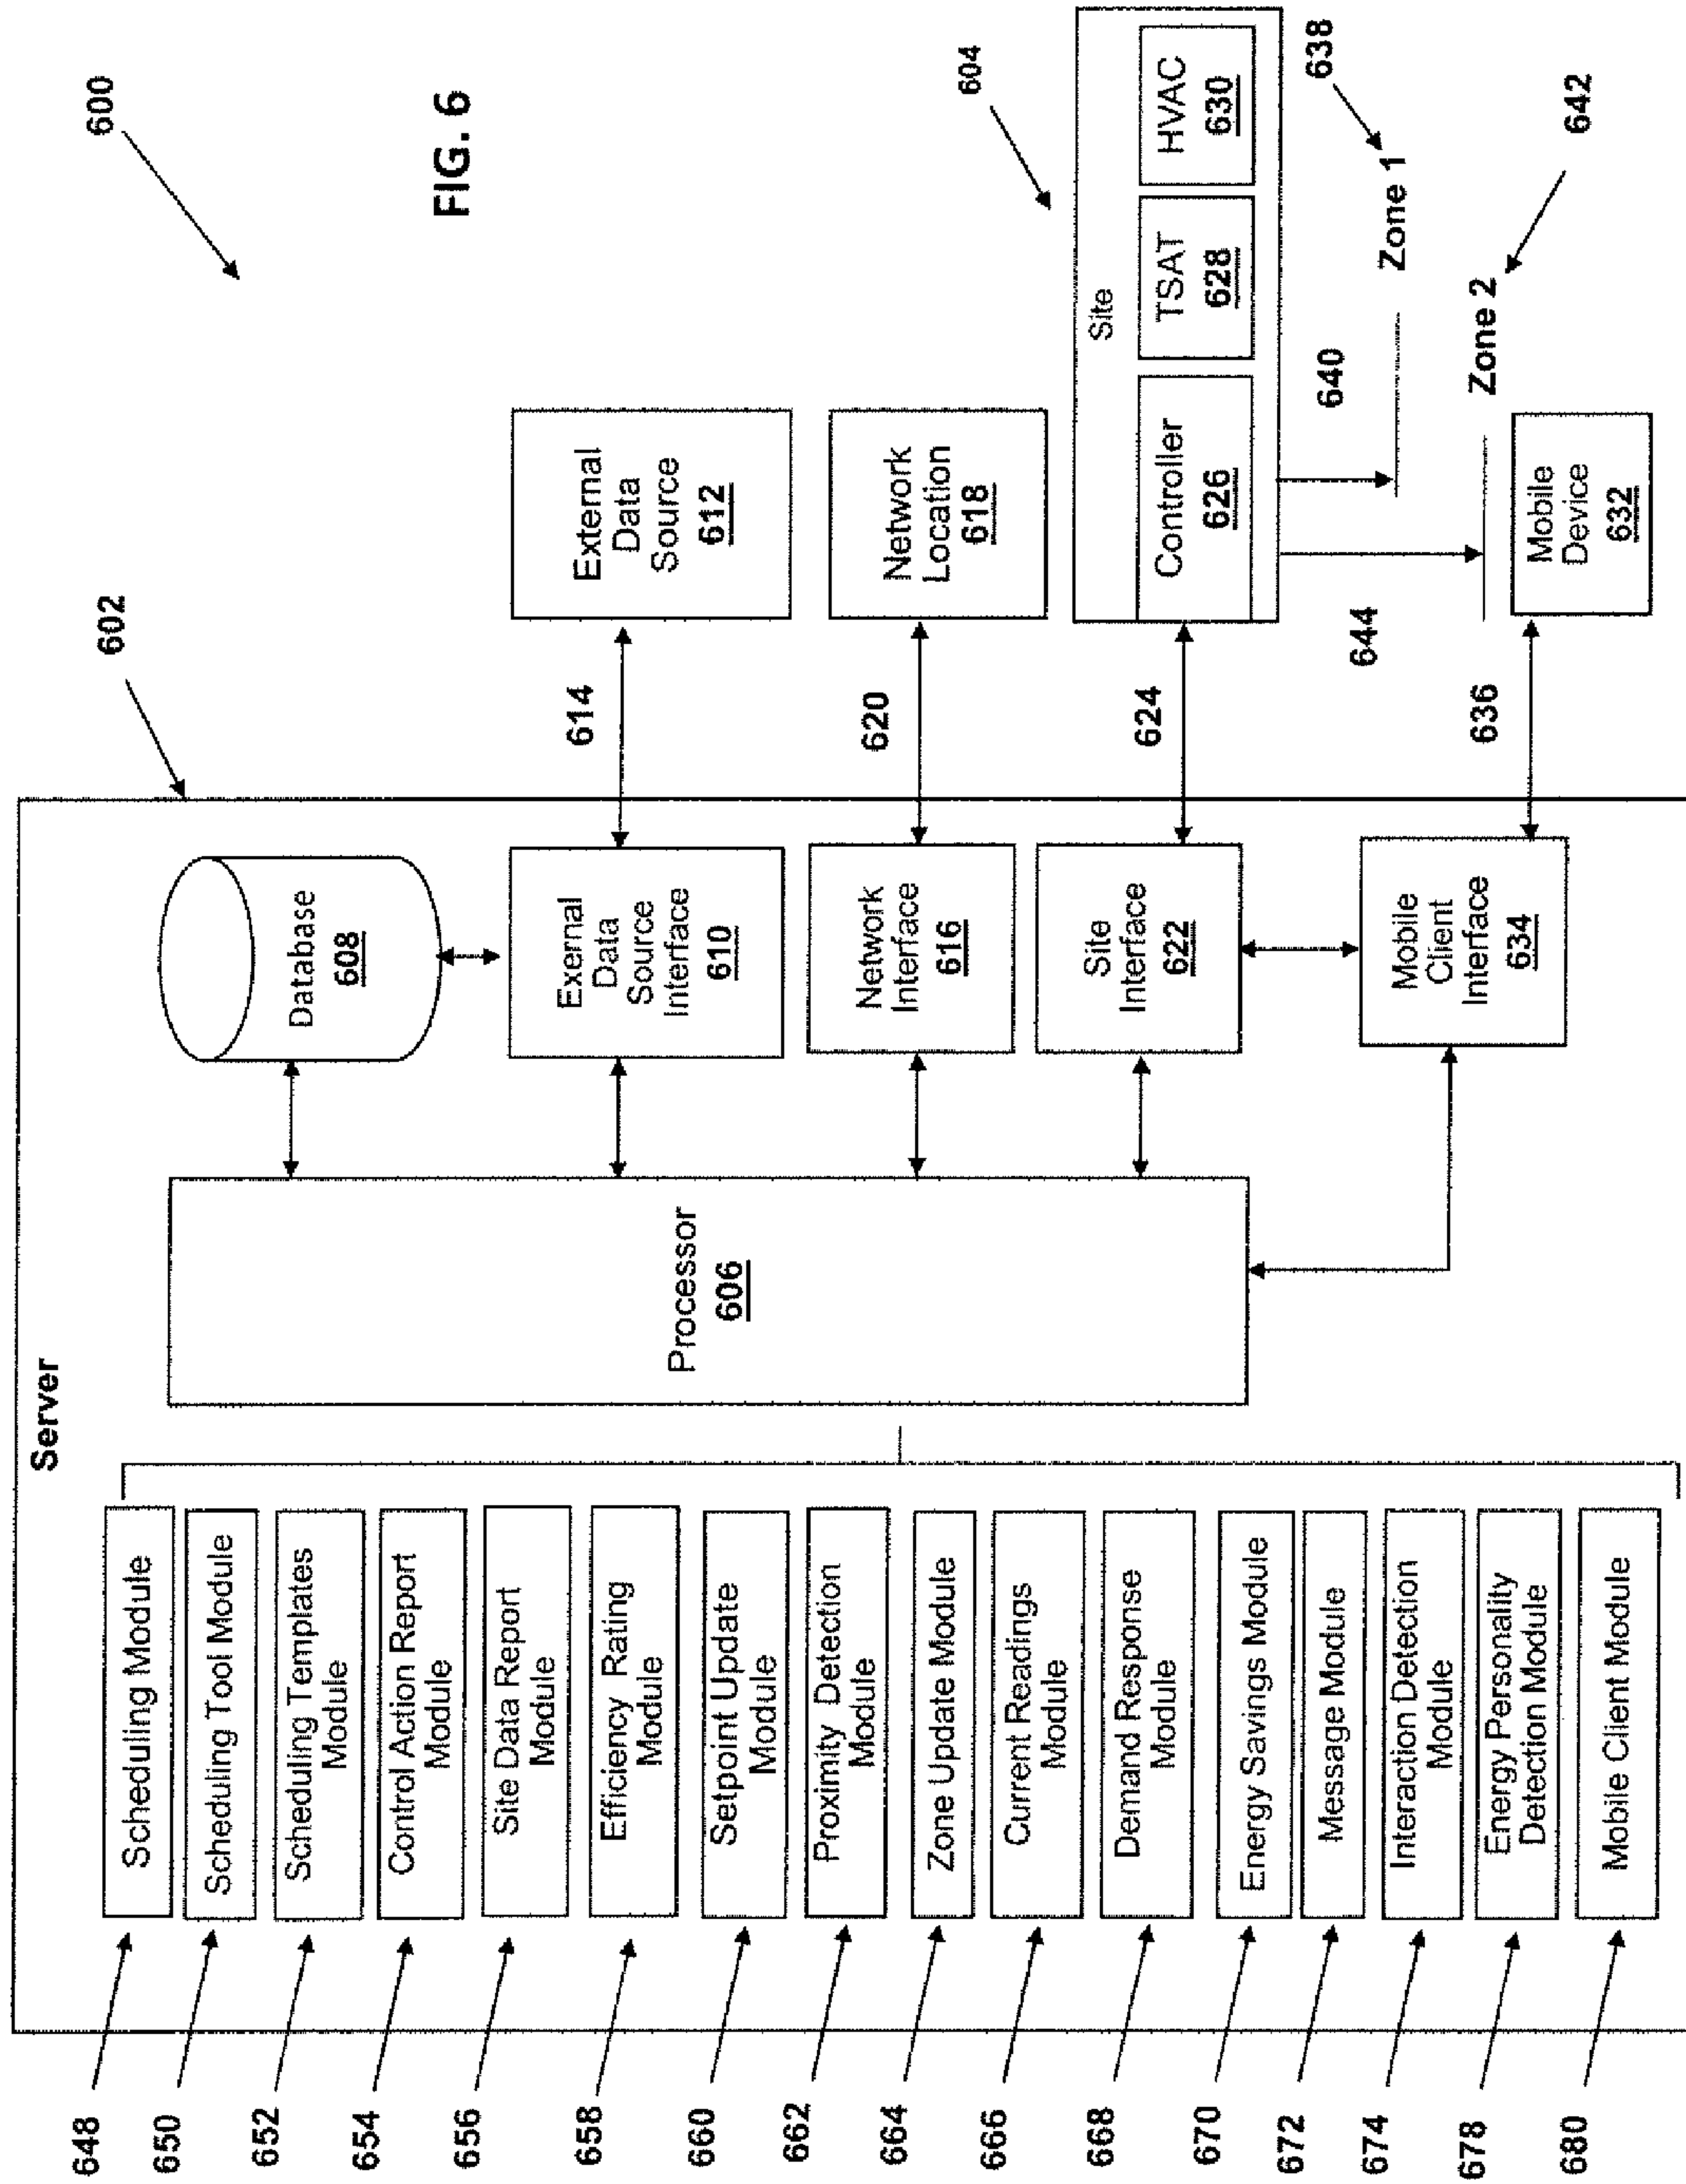 600
FIG. 6
602
Server
648
650
652
654
656
658
660
662
664
666
668
670
672
674
678
680
Scheduling Module
Scheduling Tool Module
Scheduling Templates
Module
Control Action Report
Module
Site Data Report
Module
Efficiency Rating
Module
Setpoint Update
Module
Proximity Detection
Module
Zone Update Module
Current Readings
Module
Demand Response
Module
Energy Savings Module
Message Module
Interaction Detection
Module
Energy Personality
Detection Module
Mobile Client Module
Processor
606
Database
608
Exernal
Data
Source
Interface
610
Network
Interface
616
Site
Interface
622
Mobile
Client
Interface
634
614
620
624
636
External
Data
Source
612
Network
Location
618
604
Site
Controller
626
TSAT
628
HVAC
630
640
644
Zone 1
638
Zone 2
642
Mobile
Device
632